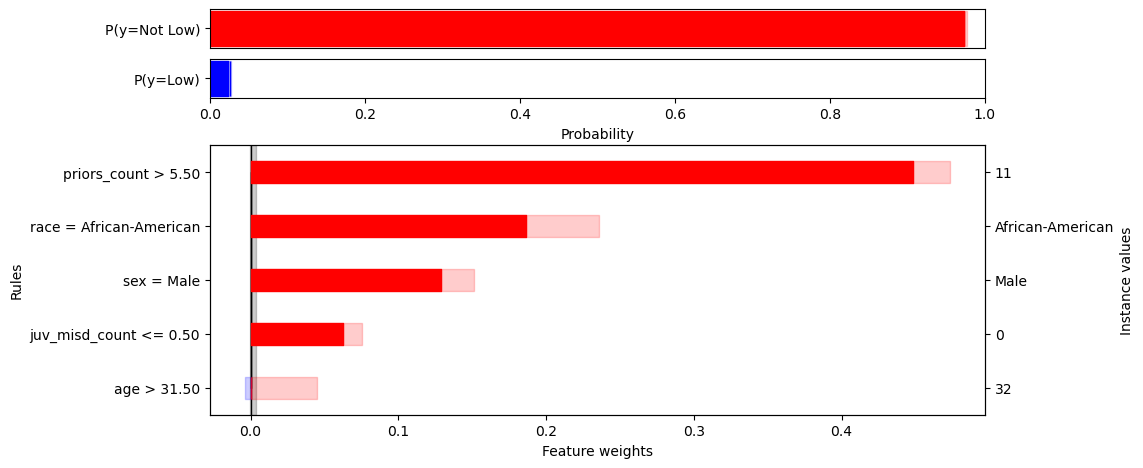 P(y=Not Low)
P(y=Low)
0.0 0.2 0.4 0.6 0.8 1.0
Probability
priors_count > 5.50 11
race = African-American African-American
sex = Male Male
juv_misd_count <= 0.50 0
age > 31.50 32
Rules
Instance values
0.0 0.1 0.2 0.3 0.4
Feature weights